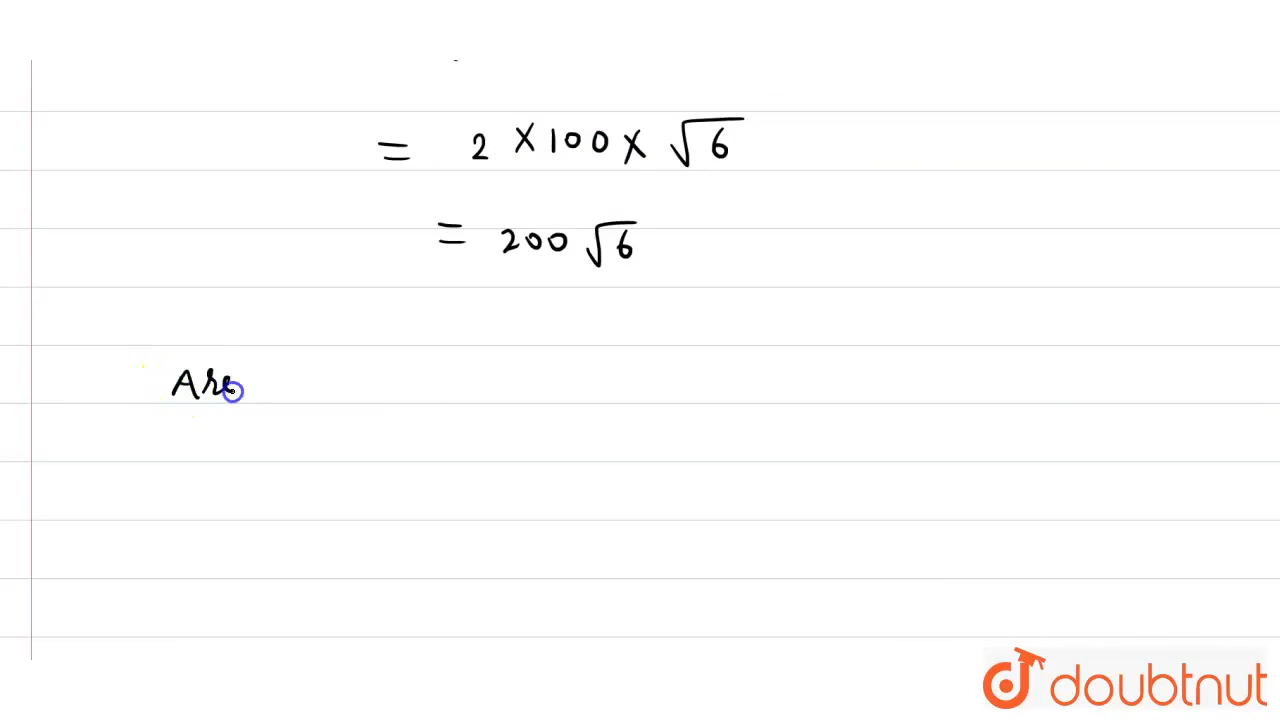 = 2 × 100 × √6
= 200 √6
Are
doubtnut